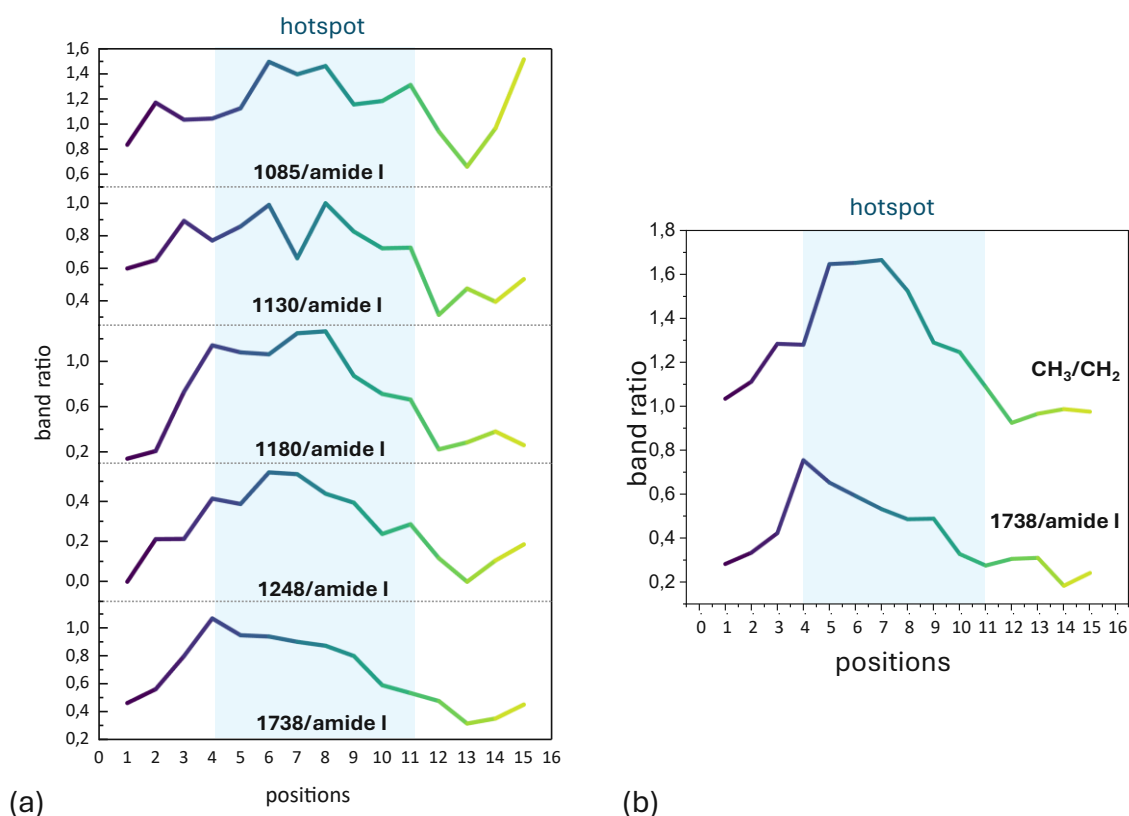 hotspot
1,6
1,4
1,2
1,0
0,8
0,6
1085/amide I
1,0
0,8
0,6
0,4
1130/amide I
1,0
0,6
0,2
1180/amide I
0,4
0,2
0,0
1248/amide I
1,0
0,8
0,6
0,4
0,2
1738/amide I
band ratio
0 1 2 3 4 5 6 7 8 9 10 11 12 13 14 15 16
positions
(a)
hotspot
1,8
1,6
1,4
1,2
1,0
0,8
0,6
0,4
0,2
CH₃/CH₂
1738/amide I
band ratio
0 1 2 3 4 5 6 7 8 9 10 11 12 13 14 15 16
positions
(b)